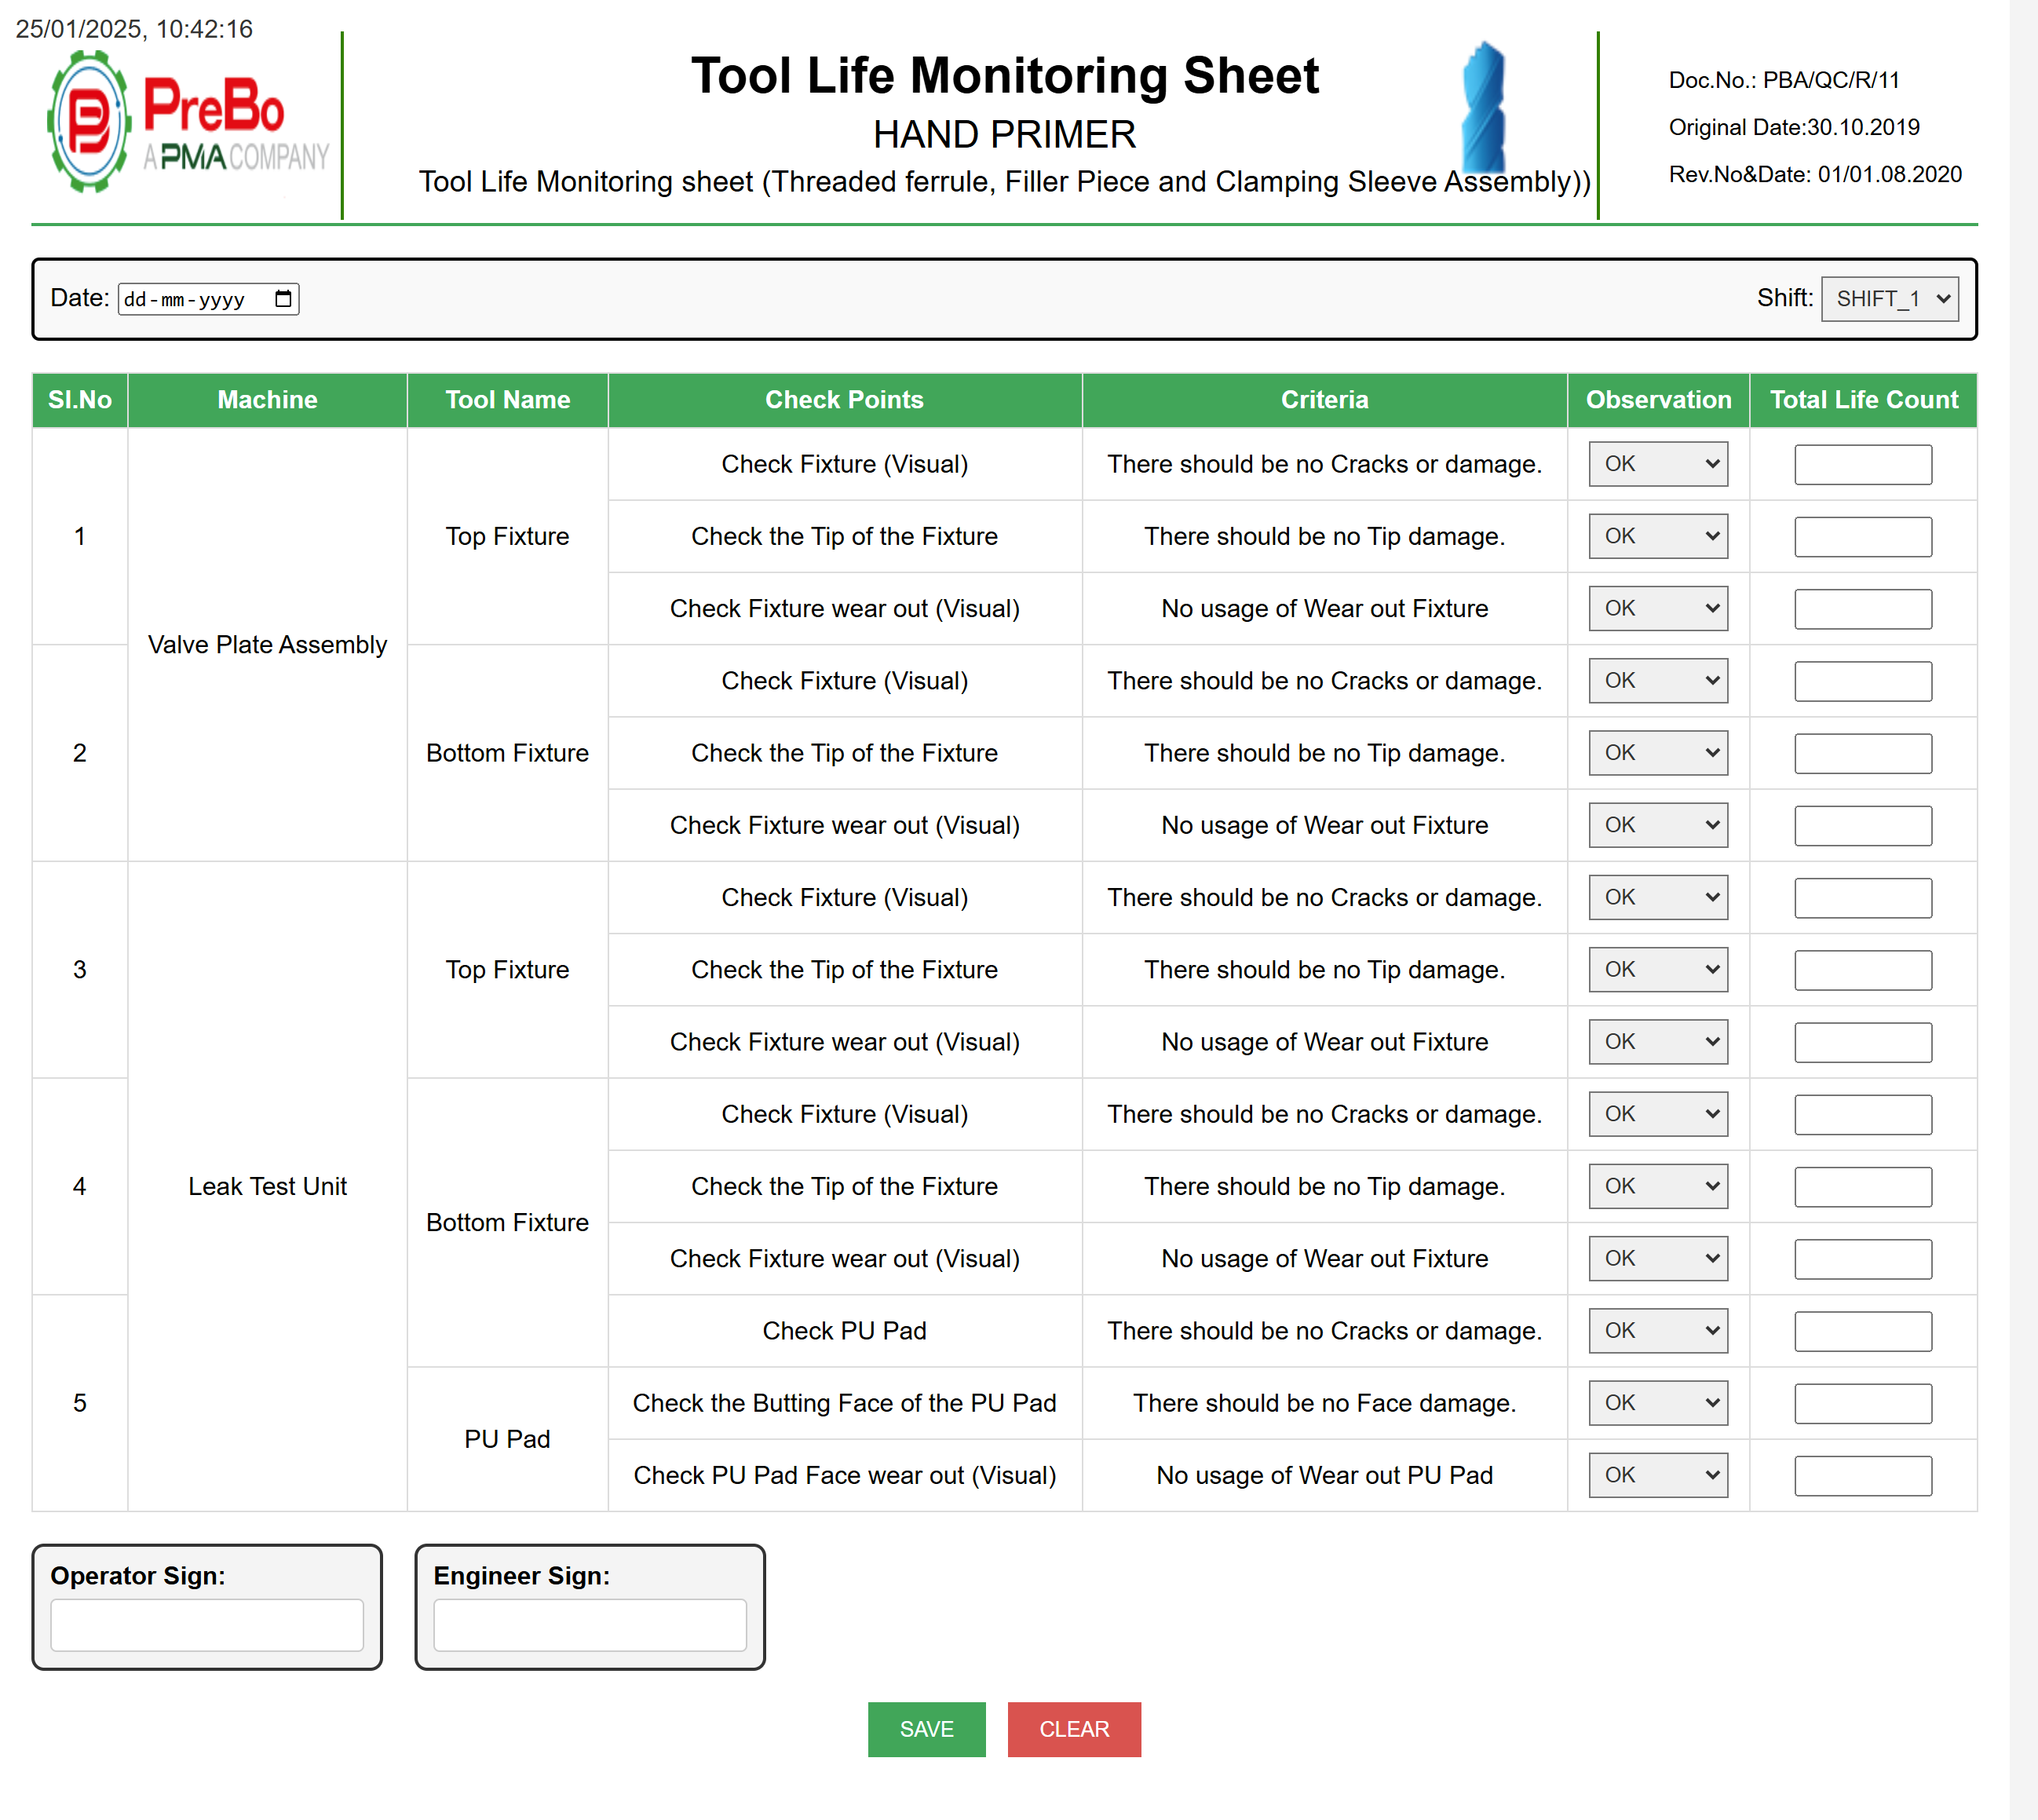 25/01/2025, 10:42:16
PreBo
A PMA COMPANY
Tool Life Monitoring Sheet
HAND PRIMER
Tool Life Monitoring sheet (Threaded ferrule, Filler Piece and Clamping Sleeve Assembly))
Doc.No.: PBA/QC/R/11
Original Date:30.10.2019
Rev.No&Date: 01/01.08.2020
Date: dd-mm-yyyy
Shift: SHIFT_1
Sl.No Machine Tool Name Check Points Criteria Observation Total Life Count
1 Valve Plate Assembly Top Fixture Check Fixture (Visual) There should be no Cracks or damage. OK
Check the Tip of the Fixture There should be no Tip damage. OK
Check Fixture wear out (Visual) No usage of Wear out Fixture OK
2 Bottom Fixture Check Fixture (Visual) There should be no Cracks or damage. OK
Check the Tip of the Fixture There should be no Tip damage. OK
Check Fixture wear out (Visual) No usage of Wear out Fixture OK
3 Leak Test Unit Top Fixture Check Fixture (Visual) There should be no Cracks or damage. OK
Check the Tip of the Fixture There should be no Tip damage. OK
Check Fixture wear out (Visual) No usage of Wear out Fixture OK
4 Bottom Fixture Check Fixture (Visual) There should be no Cracks or damage. OK
Check the Tip of the Fixture There should be no Tip damage. OK
Check Fixture wear out (Visual) No usage of Wear out Fixture OK
5 Check PU Pad There should be no Cracks or damage. OK
PU Pad Check the Butting Face of the PU Pad There should be no Face damage. OK
Check PU Pad Face wear out (Visual) No usage of Wear out PU Pad OK
Operator Sign:
Engineer Sign:
SAVE
CLEAR